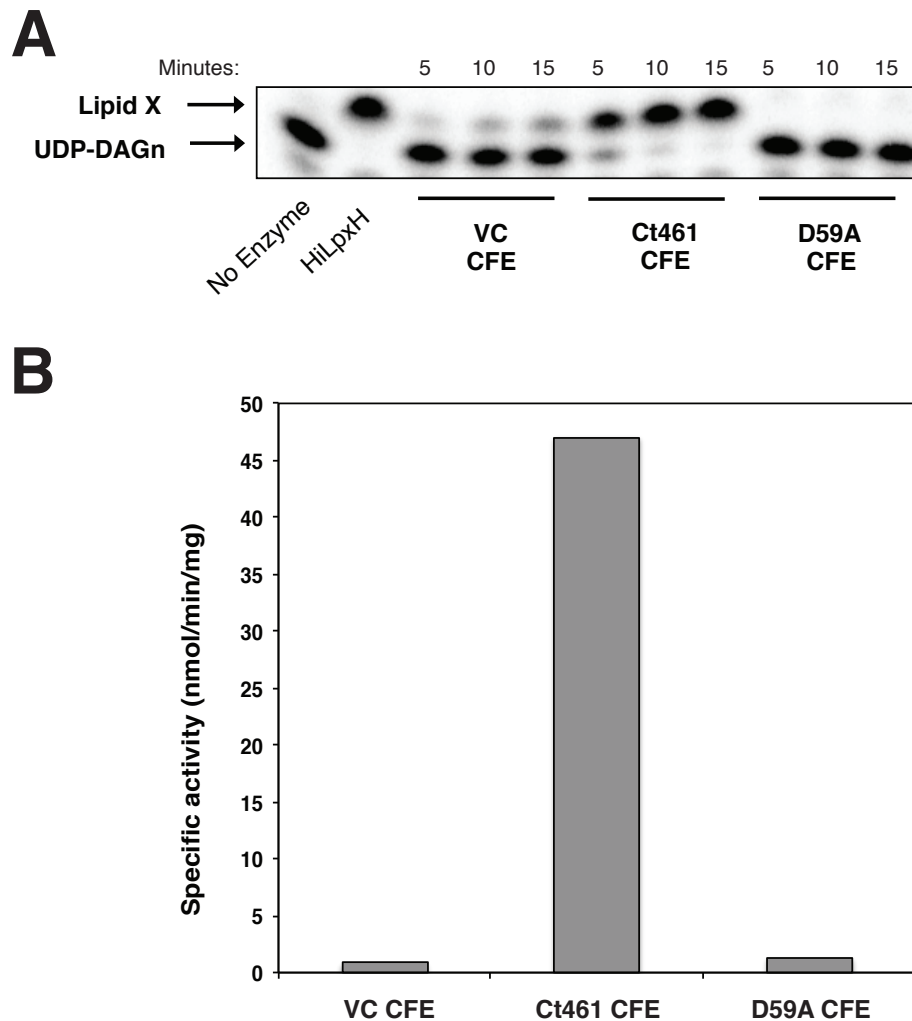 A
Minutes: 5 10 15 5 10 15 5 10 15
Lipid X
UDP-DAGn
No Enzyme
HiLpxH
VC
CFE
Ct461
CFE
D59A
CFE
B
Specific activity (nmol/min/mg)
50
45
40
35
30
25
20
15
10
5
0
VC CFE Ct461 CFE D59A CFE